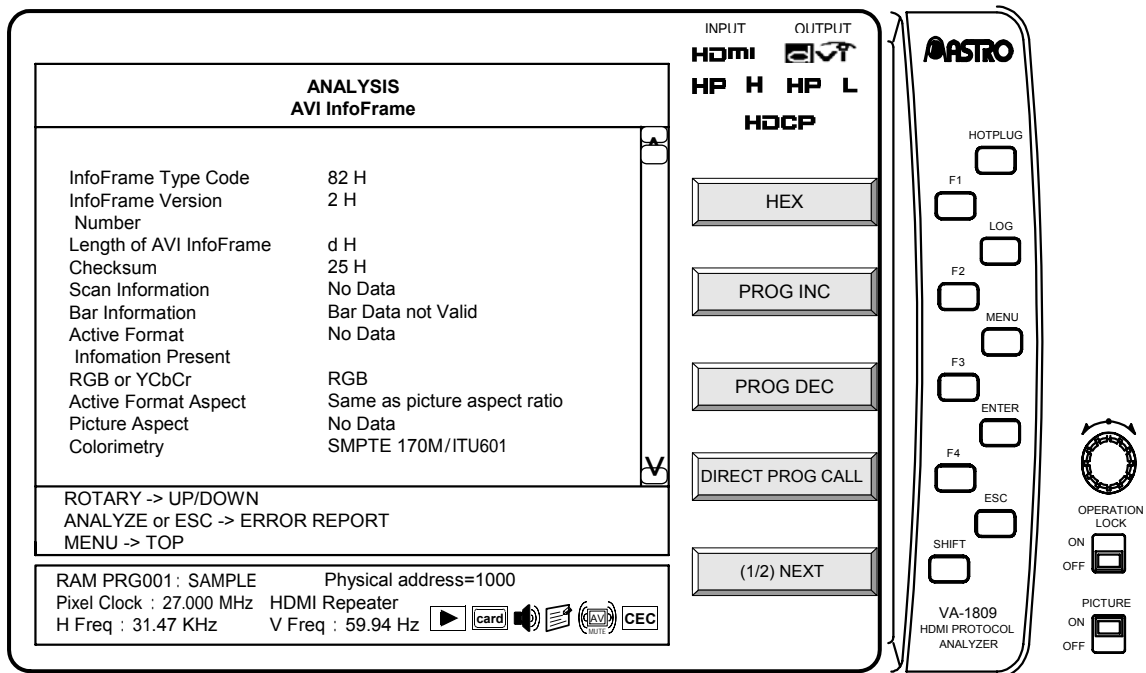 ANALYSIS
AVI InfoFrame
InfoFrame Type Code 82 H
InfoFrame Version 2 H
Number
Length of AVI InfoFrame d H
Checksum 25 H
Scan Information No Data
Bar Information Bar Data not Valid
Active Format No Data
Infomation Present
RGB or YCbCr RGB
Active Format Aspect Same as picture aspect ratio
Picture Aspect No Data
Colorimetry SMPTE 170M/ITU601
ROTARY -> UP/DOWN
ANALYZE or ESC -> ERROR REPORT
MENU -> TOP
RAM PRG001 : SAMPLE Physical address=1000
Pixel Clock : 27.000 MHz HDMI Repeater
H Freq : 31.47 KHz V Freq : 59.94 Hz
card
AV
MUTE
CEC
INPUT OUTPUT
HDMI DVI
HP H HP L
HDCP
HEX
PROG INC
PROG DEC
DIRECT PROG CALL
(1/2) NEXT
ASTRO
HOTPLUG
F1
LOG
F2
MENU
F3
ENTER
F4
ESC
SHIFT
VA-1809
HDMI PROTOCOL
ANALYZER
OPERATION
LOCK
ON
OFF
PICTURE
ON
OFF